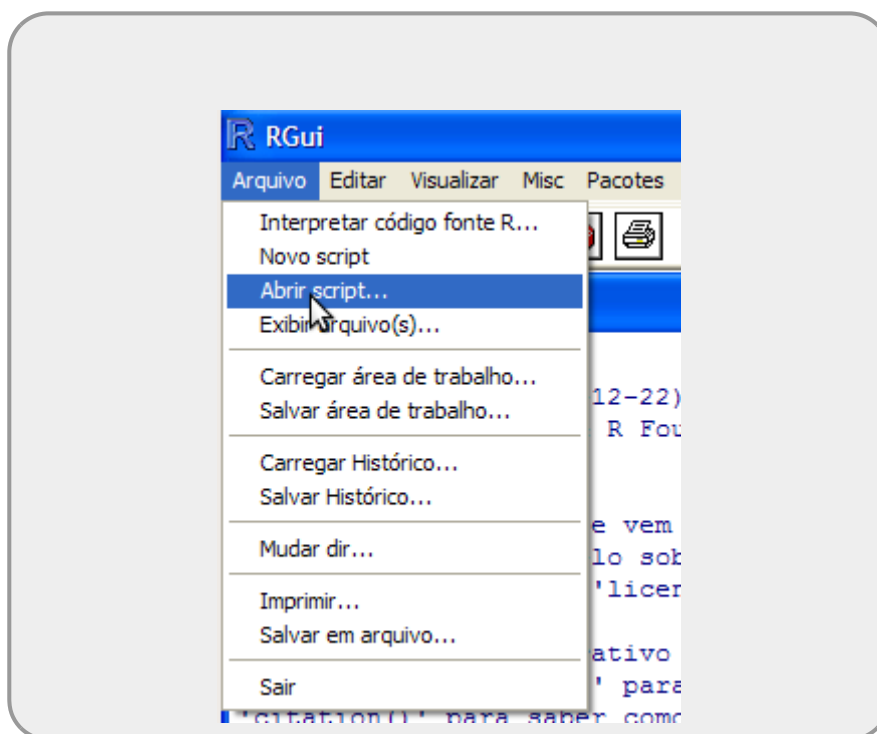 RGui
Arquivo Editar Visualizar Misc Pacotes
Interpretar código fonte R...
Novo script
Abrir script...
Exibir arquivo(s)...
Carregar área de trabalho...
12-22)
Salvar área de trabalho...
R Fou
Carregar Histórico...
Salvar Histórico...
e vem
Mudar dir...
lo sob
'licen
Imprimir...
Salvar em arquivo...
ativo
Sair
' para
'citation()' para saber como